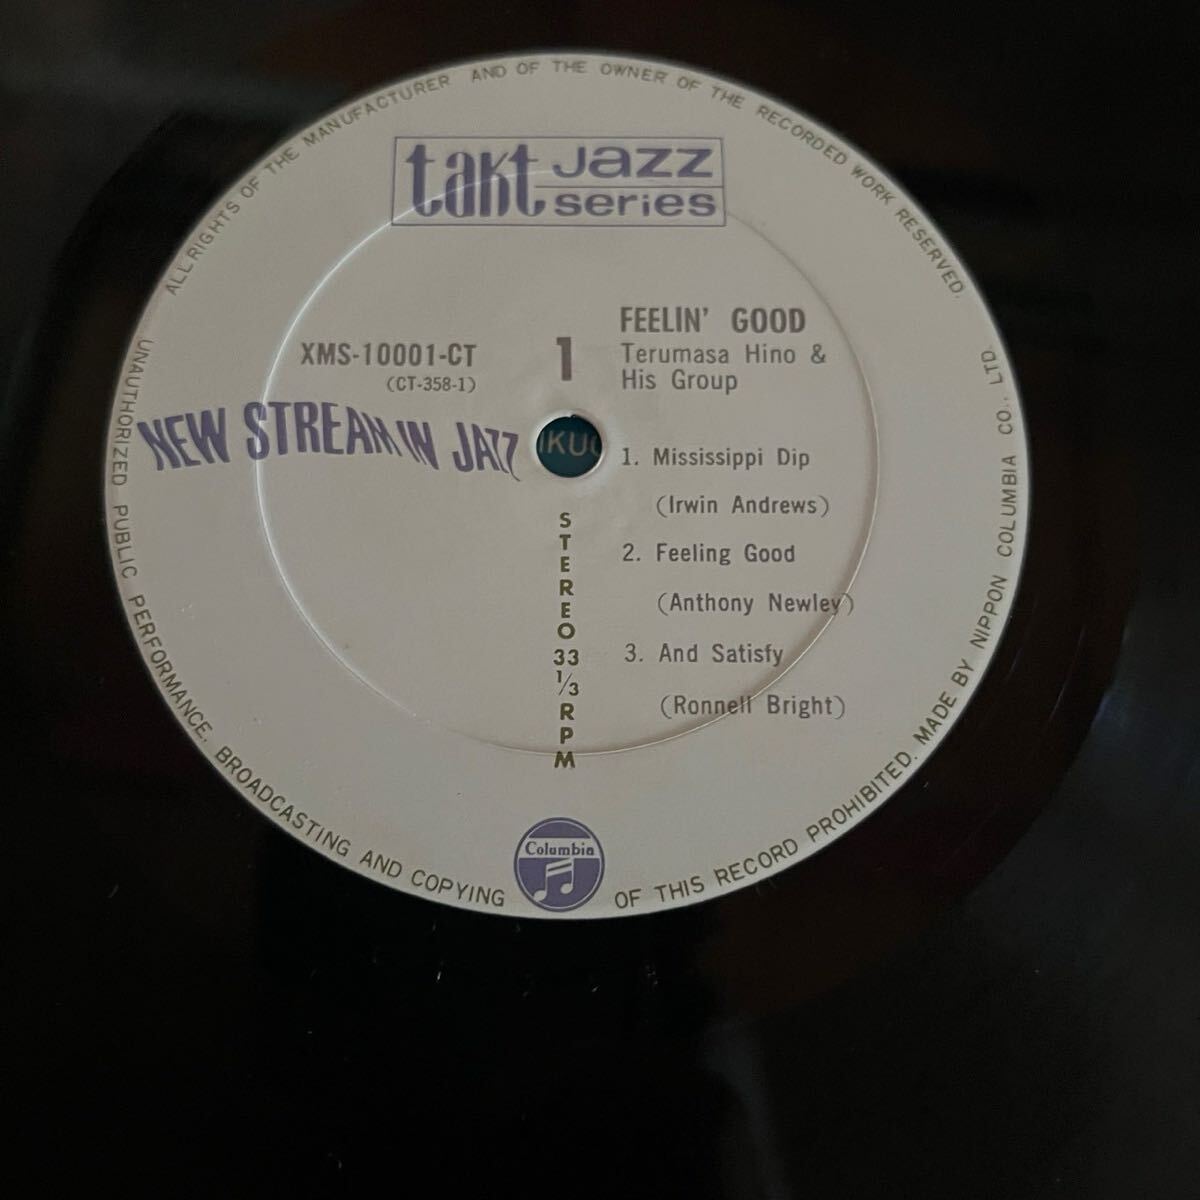 ALL RIGHTS OF THE MANUFACTURER AND OF THE OWNER OF THE RECORDED WORK RESERVED.
takt Jazz
series
FEELIN' GOOD
Terumasa Hino &
His Group
XMS-10001-CT
(CT-358-1)
1
NEW STREAM IN JAZZ
IKU
1. Mississippi Dip
(Irwin Andrews)
2. Feeling Good
(Anthony Newley)
3. And Satisfy
(Ronnell Bright)
STEREO
33
1/3
RPM
Columbia
UNAUTHORIZED PUBLIC PERFORMANCE, BROADCASTING AND COPYING OF THIS RECORD PROHIBITED. MADE BY NIPPON COLUMBIA CO., LTD.